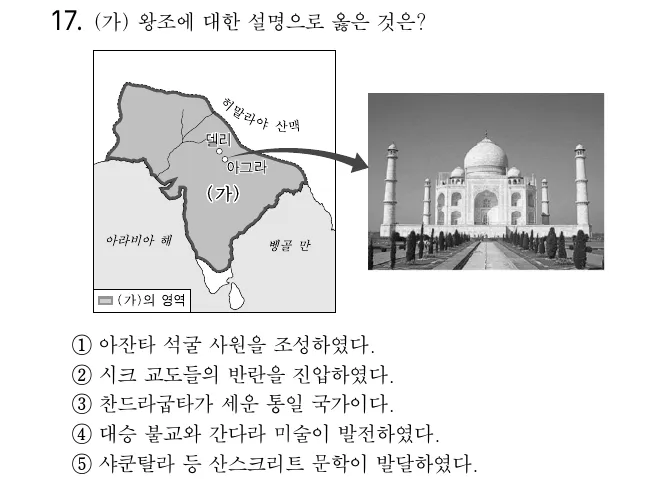 17. (가) 왕조에 대한 설명으로 옳은 것은?
히말라야 산맥
델리
아그라
(가)
아라비아 해
벵골 만
(가)의 영역
① 아잔타 석굴 사원을 조성하였다.
② 시크 교도들의 반란을 진압하였다.
③ 찬드라굽타가 세운 통일 국가이다.
④ 대승 불교와 간다라 미술이 발전하였다.
⑤ 샤쿤탈라 등 산스크리트 문학이 발달하였다.